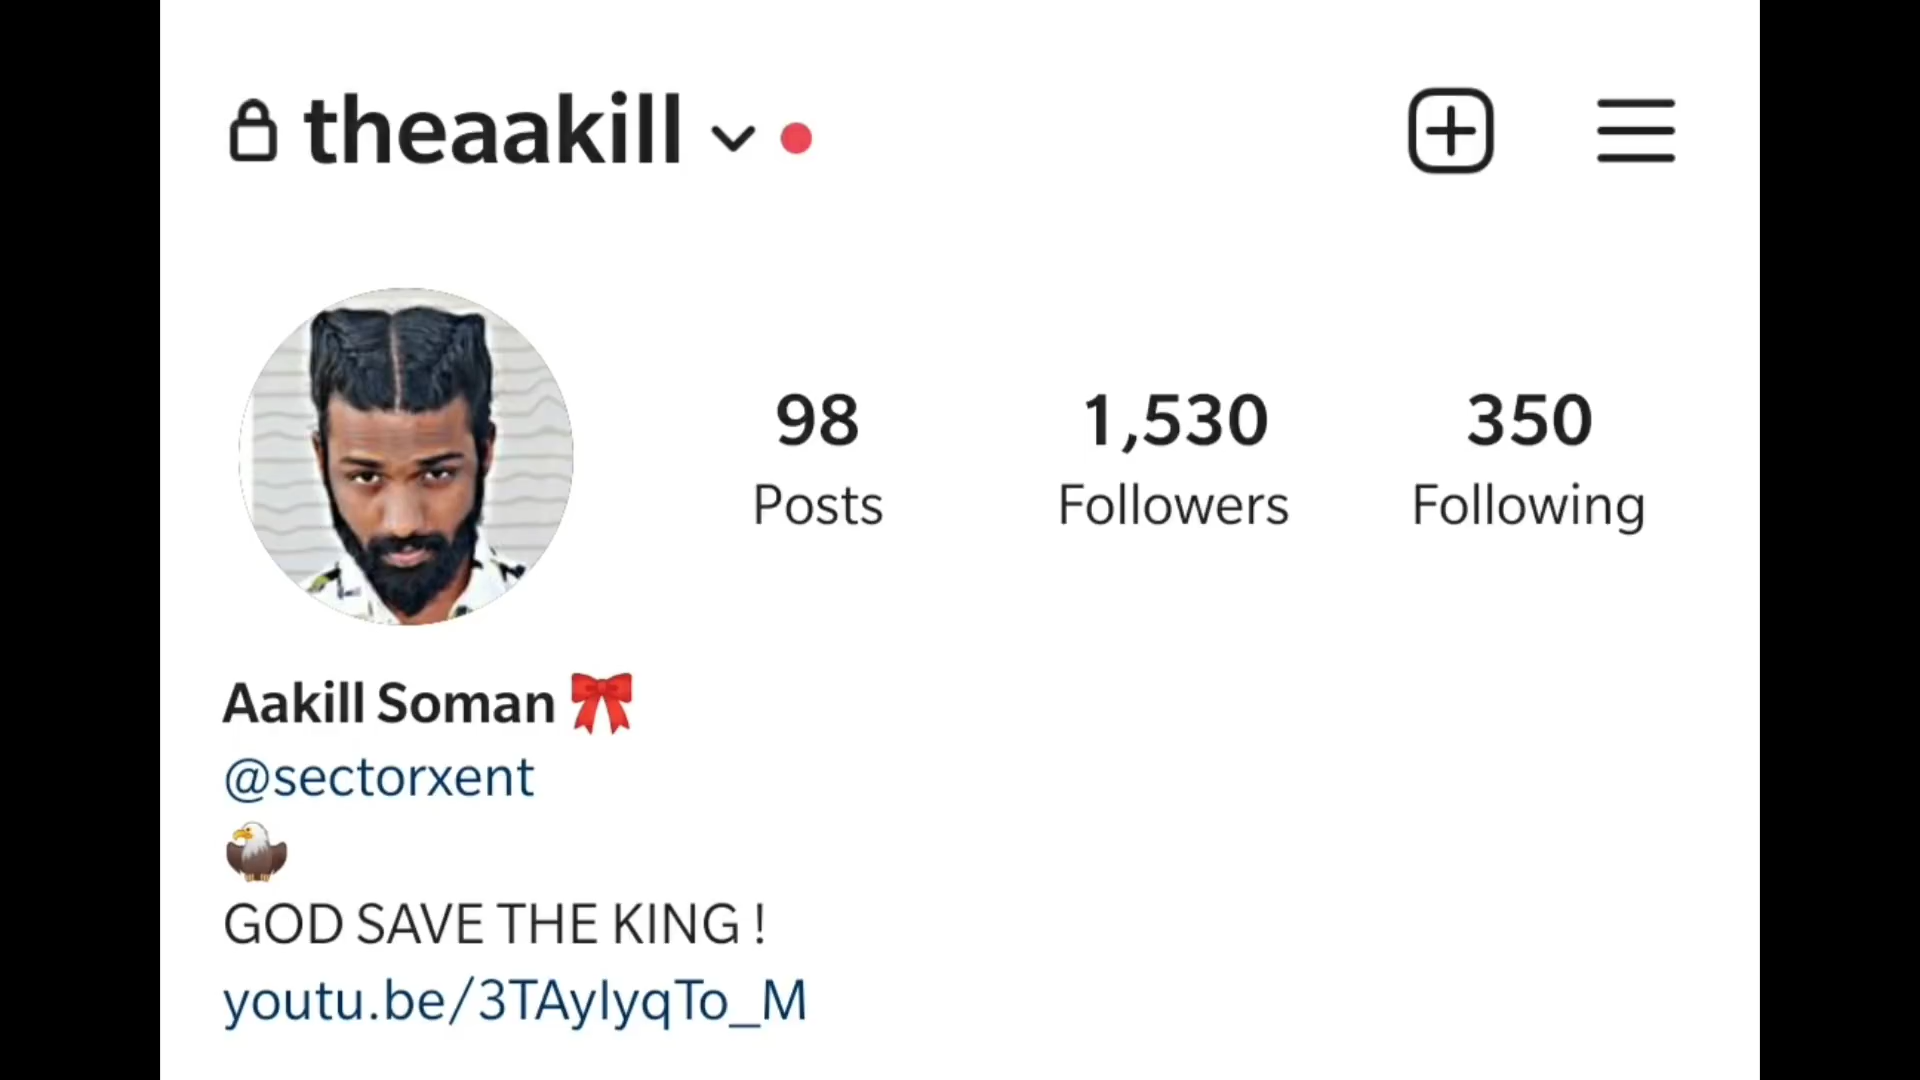 theaakill
98 1,530 350
Posts Followers Following
Aakill Soman 🎀
@sectorxent
🦅
GOD SAVE THE KING !
youtu.be/3TAyIyqTo_M